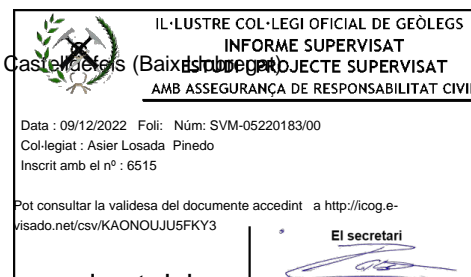 IL·LUSTRE COL·LEGI OFICIAL DE GEÒLEGS
INFORME SUPERVISAT
Castelldefels (Baix Llobregat)
ESTUDI I PROJECTE SUPERVISAT
AMB ASSEGURANÇA DE RESPONSABILITAT CIVIL
Data : 09/12/2022 Foli: Núm: SVM-05220183/00
Col·legiat : Asier Losada Pinedo
Inscrit amb el nº : 6515
Pot consultar la validesa del documente accedint a http://icog.e-
visado.net/csv/KAONOUJU5FKY3
El secretari